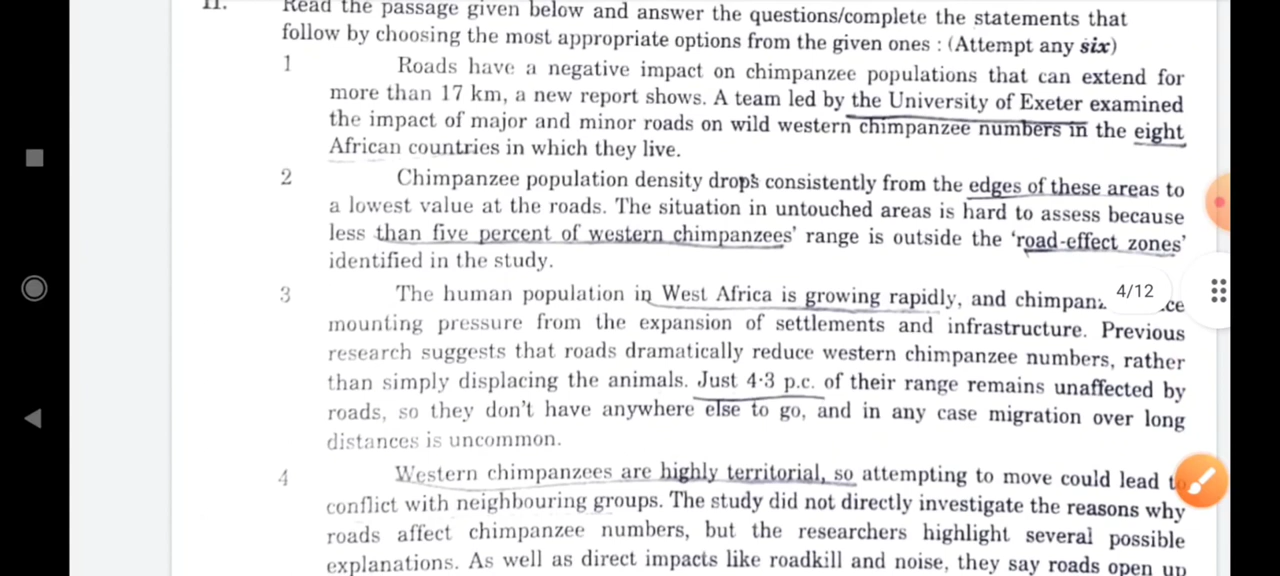 II.
Read the passage given below and answer the questions/complete the statements that
follow by choosing the most appropriate options from the given ones : (Attempt any six)
1 Roads have a negative impact on chimpanzee populations that can extend for
more than 17 km, a new report shows. A team led by the University of Exeter examined
the impact of major and minor roads on wild western chimpanzee numbers in the eight
African countries in which they live.
2 Chimpanzee population density drops consistently from the edges of these areas to
a lowest value at the roads. The situation in untouched areas is hard to assess because
less than five percent of western chimpanzees' range is outside the 'road-effect zones'
identified in the study.
3 The human population in West Africa is growing rapidly, and
4/12
mounting pressure from the expansion of settlements and infrastructure. Previous
research suggests that roads dramatically reduce western chimpanzee numbers, rather
than simply displacing the animals. Just 4·3 p.c. of their range remains unaffected by
roads, so they don't have anywhere else to go, and in any case migration over long
distances is uncommon.
4 Western chimpanzees are highly territorial, so attempting to move could lead
conflict with neighbouring groups. The study did not directly investigate the reasons why
roads affect chimpanzee numbers, but the researchers highlight several possible
explanations. As well as direct impacts like roadkill and noise, they say roads open up